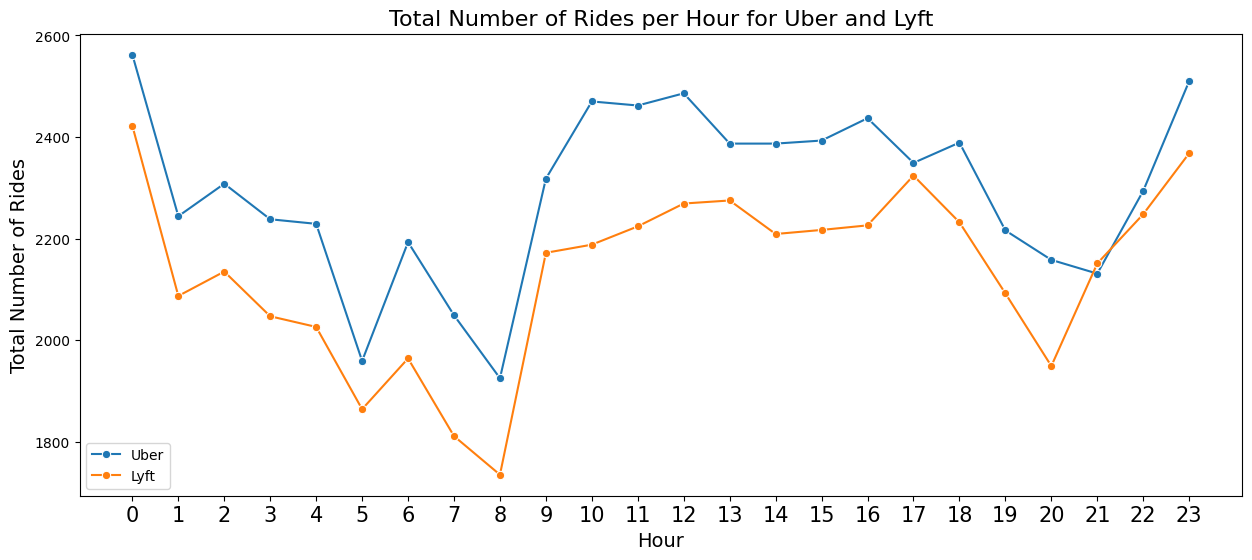 Total Number of Rides per Hour for Uber and Lyft
2600
2400
2200
2000
1800
Total Number of Rides
Uber
Lyft
0 1 2 3 4 5 6 7 8 9 10 11 12 13 14 15 16 17 18 19 20 21 22 23
Hour